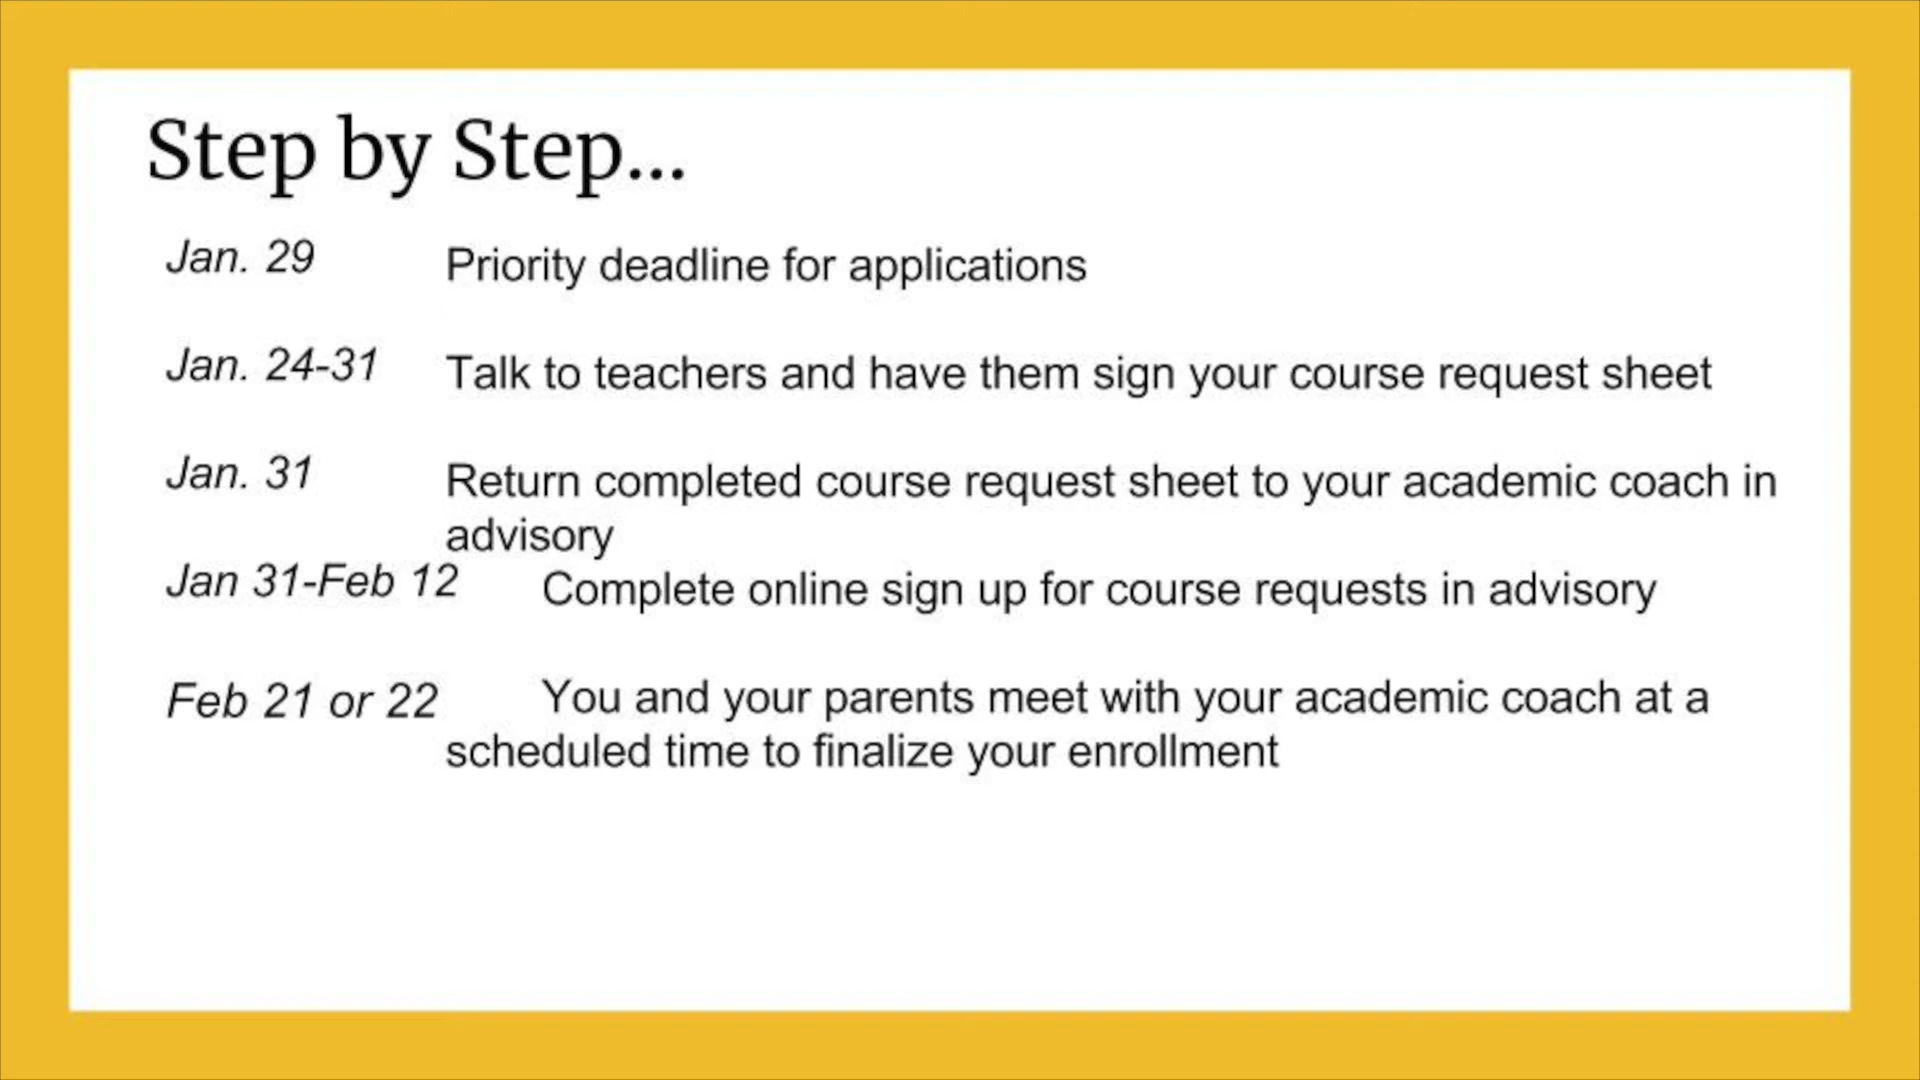 Step by Step...
Jan. 29 Priority deadline for applications
Jan. 24-31 Talk to teachers and have them sign your course request sheet
Jan. 31 Return completed course request sheet to your academic coach in
advisory
Jan 31-Feb 12 Complete online sign up for course requests in advisory
Feb 21 or 22 You and your parents meet with your academic coach at a
scheduled time to finalize your enrollment